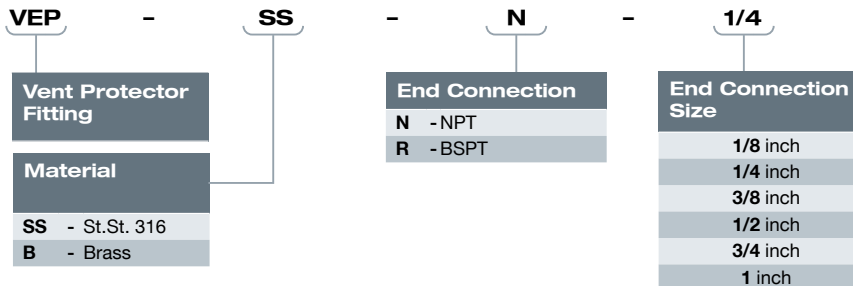 VEP – SS – N – 1/4
Vent Protector
Fitting
Material
SS - St.St. 316
B - Brass
End Connection
N - NPT
R - BSPT
End Connection
Size
1/8 inch
1/4 inch
3/8 inch
1/2 inch
3/4 inch
1 inch